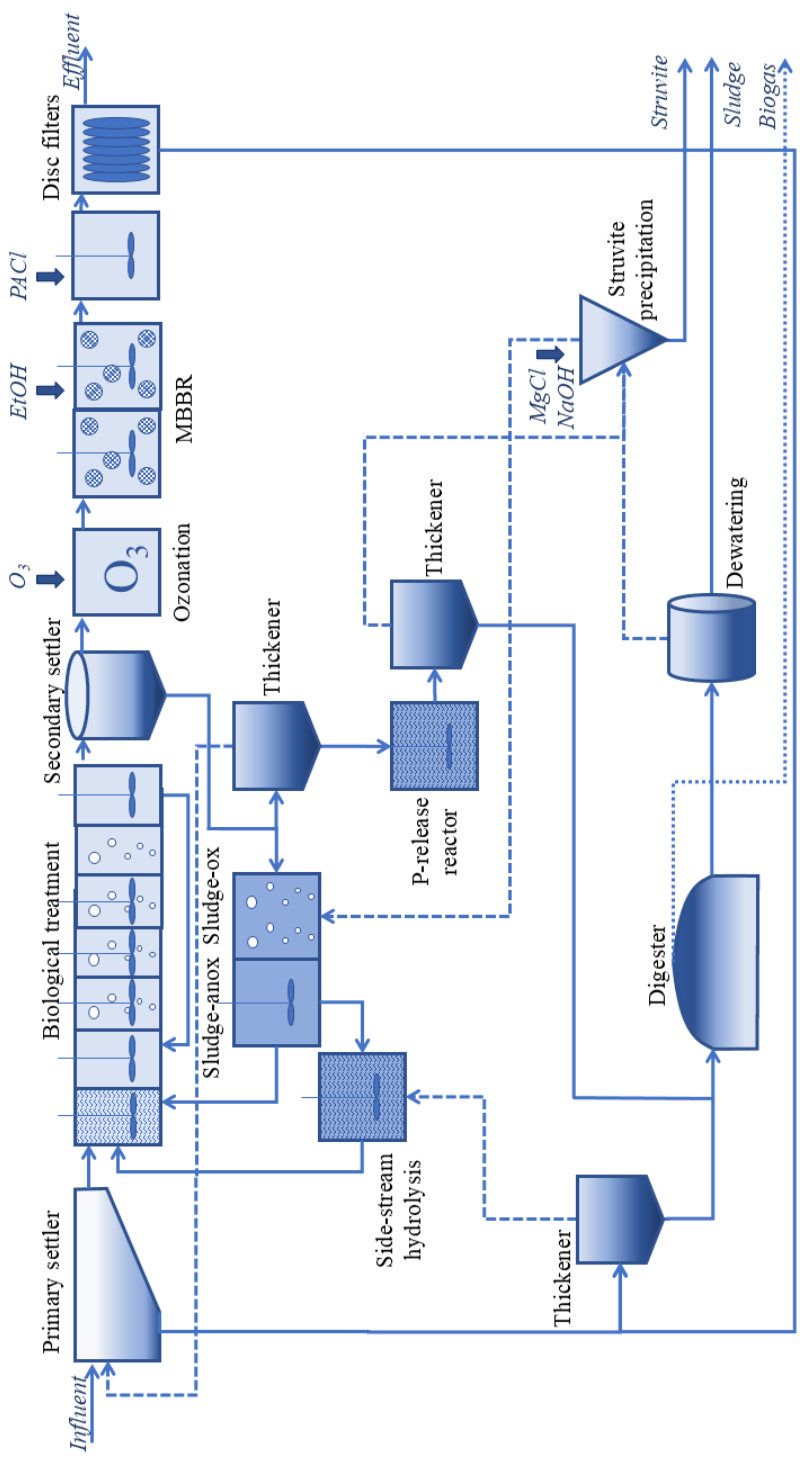 Influent
Primary settler
Biological treatment
Secondary settler
O3
O3
Ozonation
EtOH
MBBR
PACl
Disc filters
Effluent
Sludge-anox
Sludge-ox
Thickener
Side-stream
hydrolysis
P-release
reactor
Thickener
MgCl
NaOH
Struvite
precipitation
Struvite
Sludge
Biogas
Thickener
Digester
Dewatering